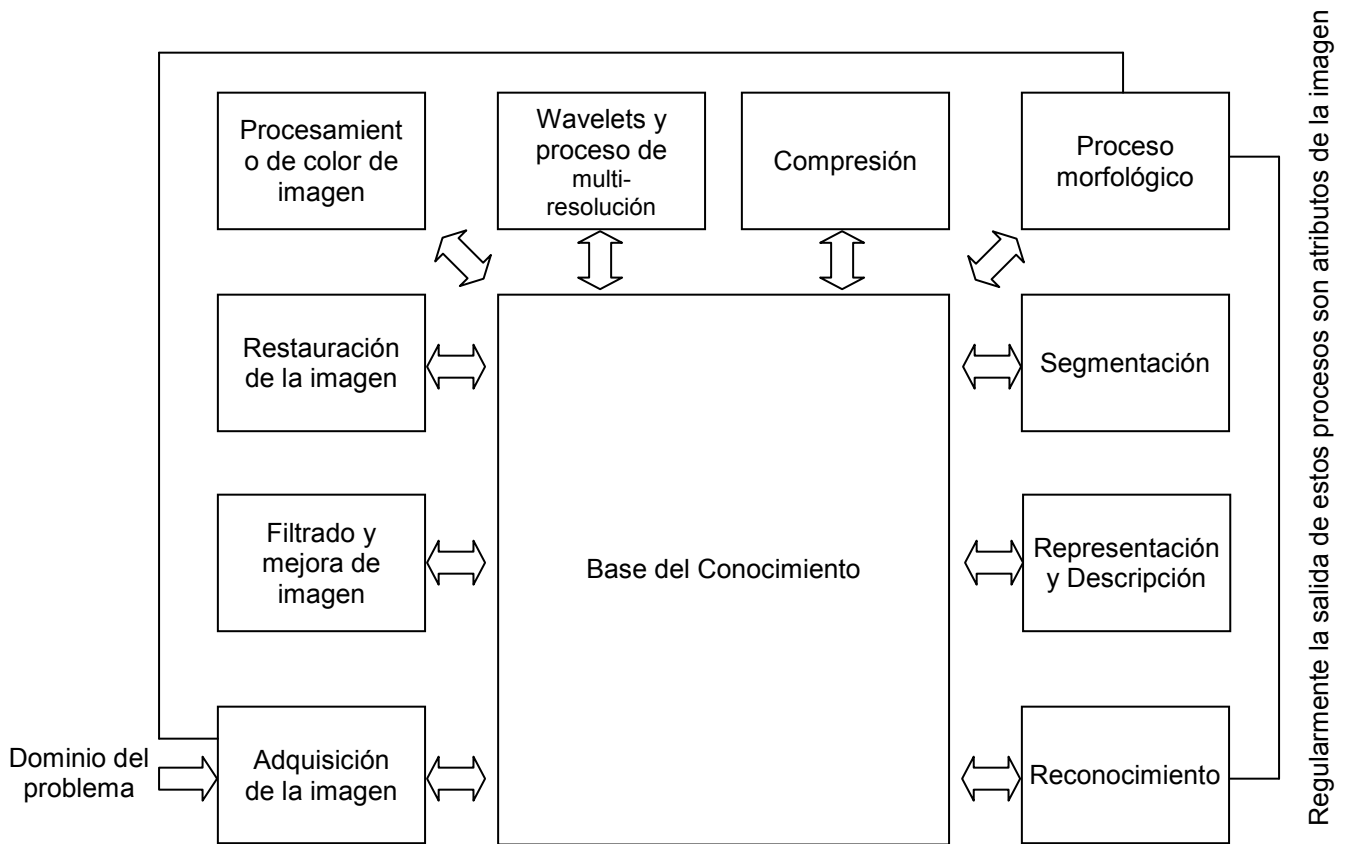 Procesamient
o de color de
imagen
Wavelets y
proceso de
multi-
resolución
Compresión
Proceso
morfológico
Restauración
de la imagen
Segmentación
Filtrado y
mejora de
imagen
Base del Conocimiento
Representación
y Descripción
Dominio del
problema
Adquisición
de la imagen
Reconocimiento
Regularmente la salida de estos procesos son atributos de la imagen